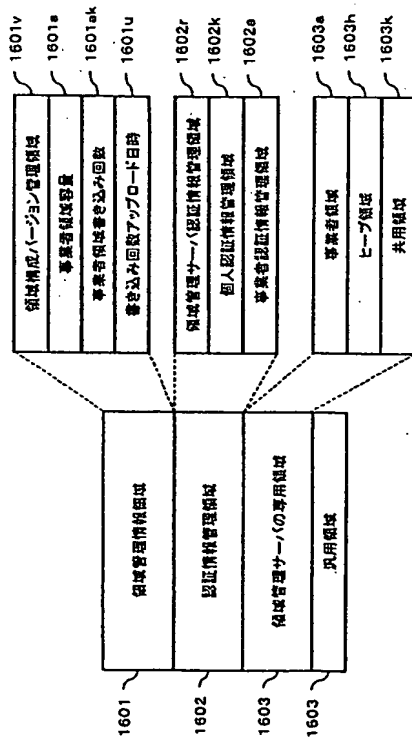 1601v
1601s
1601ak
1601u
領域構成バージョン管理領域
事業者領域容量
事業者領域書き込み回数
書き込み回数アップロード日時
1602r
1602k
1602a
領域管理サーバ認証情報管理領域
個人認証情報管理領域
事業者認証情報管理領域
1603a
1603h
1603k
事業者領域
ヒープ領域
共用領域
領域管理情報領域
認証情報管理領域
領域管理サーバの専用領域
汎用領域
1601
1602
1603
1603